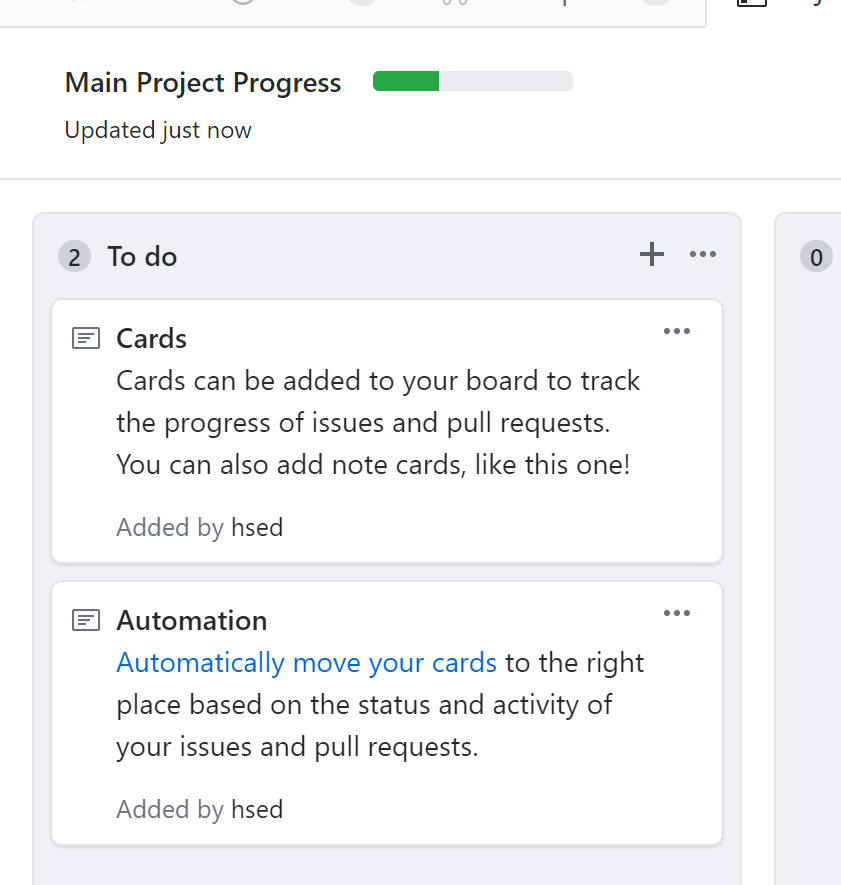 Main Project Progress
Updated just now
2 To do
0
Cards
Cards can be added to your board to track
the progress of issues and pull requests.
You can also add note cards, like this one!
Added by hsed
Automation
Automatically move your cards to the right
place based on the status and activity of
your issues and pull requests.
Added by hsed